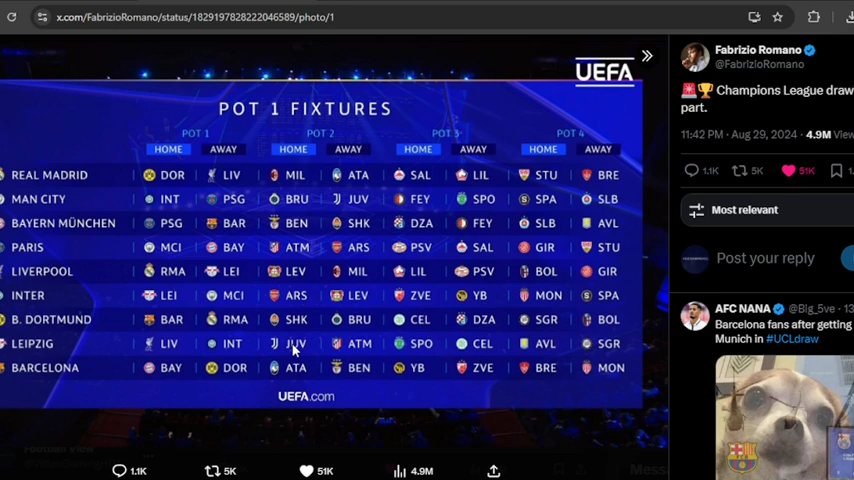 x.com/FabrizioRomano/status/1829197828222046589/photo/1
UEFA
POT 1 FIXTURES
POT 1 POT 2 POT 3 POT 4
HOME AWAY HOME AWAY HOME AWAY HOME AWAY
REAL MADRID DOR LIV MIL ATA SAL LIL STU BRE
MAN CITY INT PSG BRU JUV FEY SPO SPA SLB
BAYERN MÜNCHEN PSG BAR BEN SHK DZA FEY SLB AVL
PARIS MCI BAY ATM ARS PSV SAL GIR STU
LIVERPOOL RMA LEI LEV MIL LIL PSV BOL GIR
INTER LEI MCI ARS LEV ZVE YB MON SPA
B. DORTMUND BAR RMA SHK BRU CEL DZA SGR BOL
LEIPZIG LIV INT JUV ATM SPO CEL AVL SGR
BARCELONA BAY DOR ATA BEN YB ZVE BRE MON
UEFA.com
Football View
1.1K 5K 51K 4.9M
Fabrizio Romano
@FabrizioRomano
Champions League draw
part.
11:42 PM · Aug 29, 2024 · 4.9M View
1.1K 5K 51K
Most relevant
Post your reply
AFC NANA @Big_5ve · 13
Barcelona fans after getting
Munich in #UCLdraw
Mess